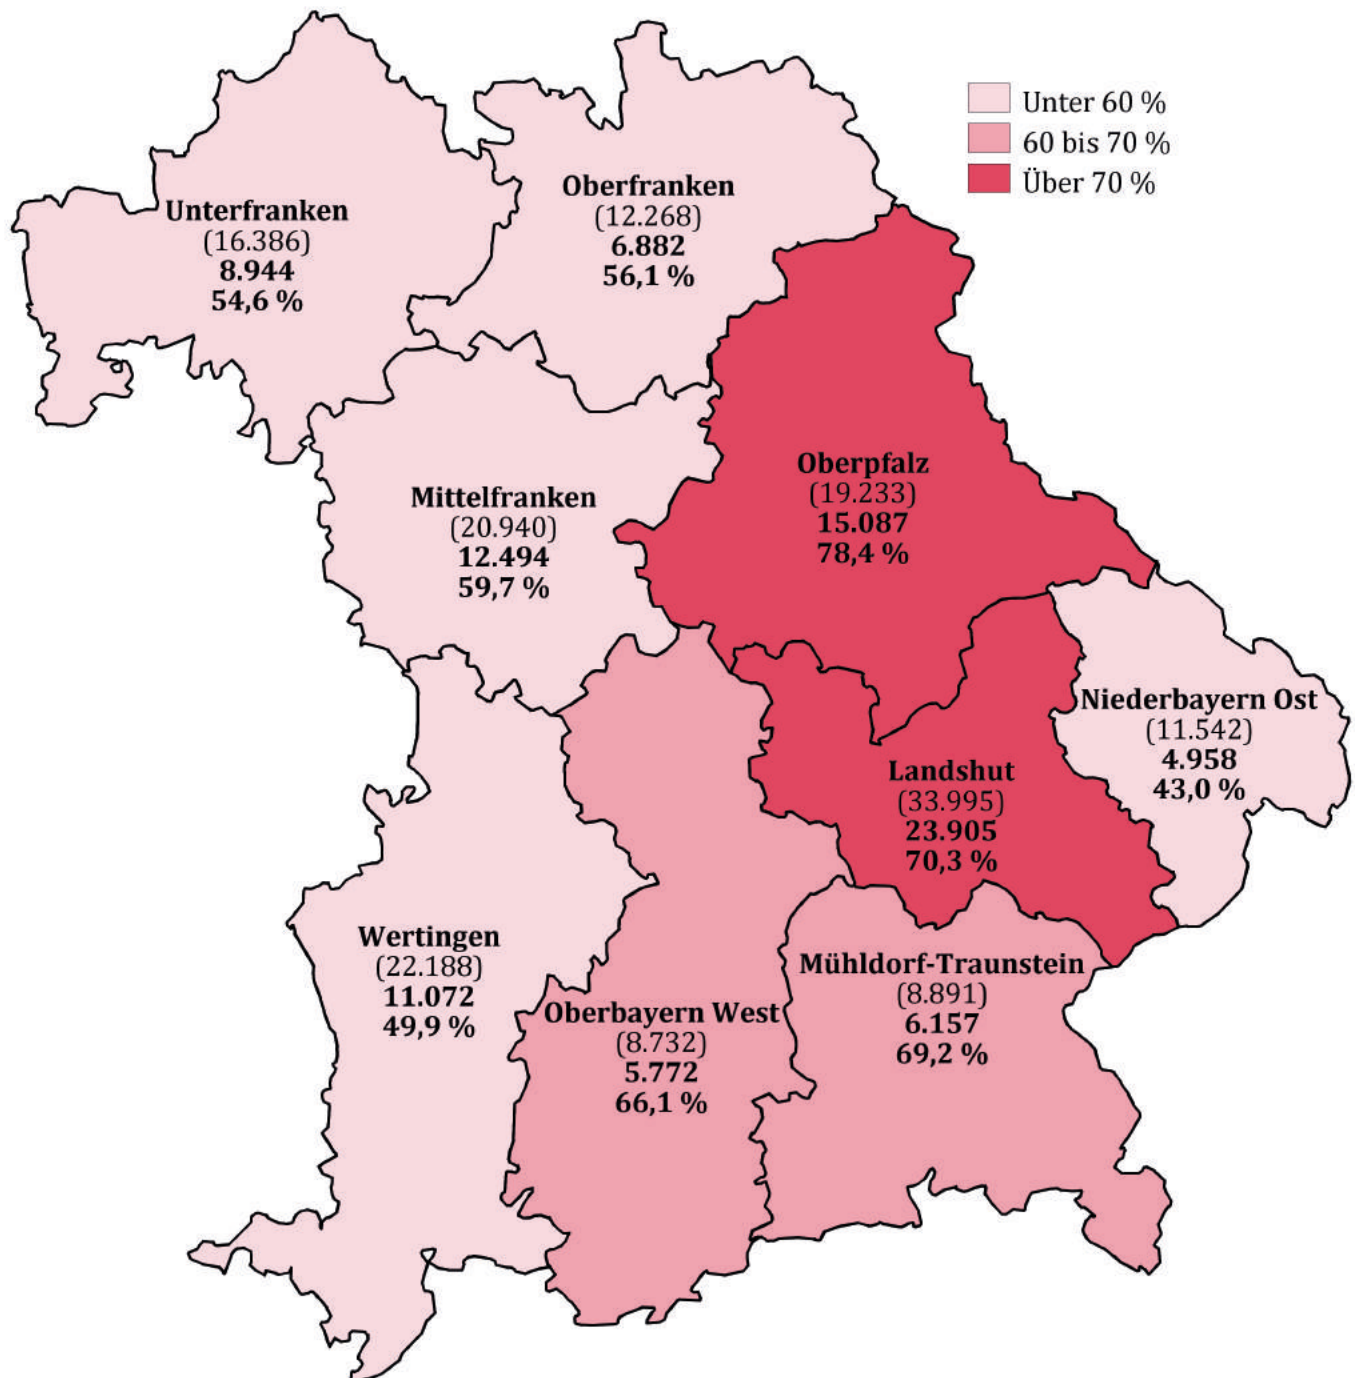 Unter 60 %
60 bis 70 %
Über 70 %
Unterfranken
(16.386)
8.944
54,6 %
Oberfranken
(12.268)
6.882
56,1 %
Mittelfranken
(20.940)
12.494
59,7 %
Oberpfalz
(19.233)
15.087
78,4 %
Niederbayern Ost
(11.542)
4.958
43,0 %
Landshut
(33.995)
23.905
70,3 %
Wertingen
(22.188)
11.072
49,9 %
Oberbayern West
(8.732)
5.772
66,1 %
Mühldorf-Traunstein
(8.891)
6.157
69,2 %